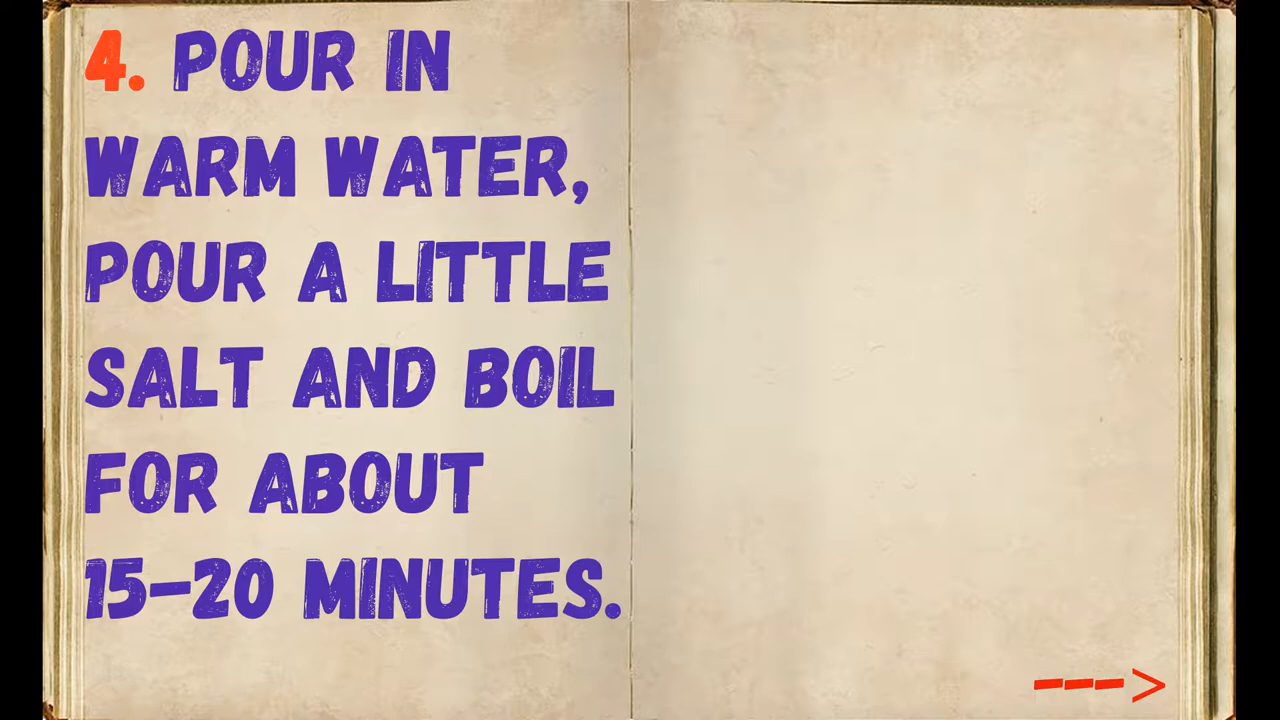 4. POUR IN
WARM WATER,
POUR A LITTLE
SALT AND BOIL
FOR ABOUT
15–20 MINUTES.
--->